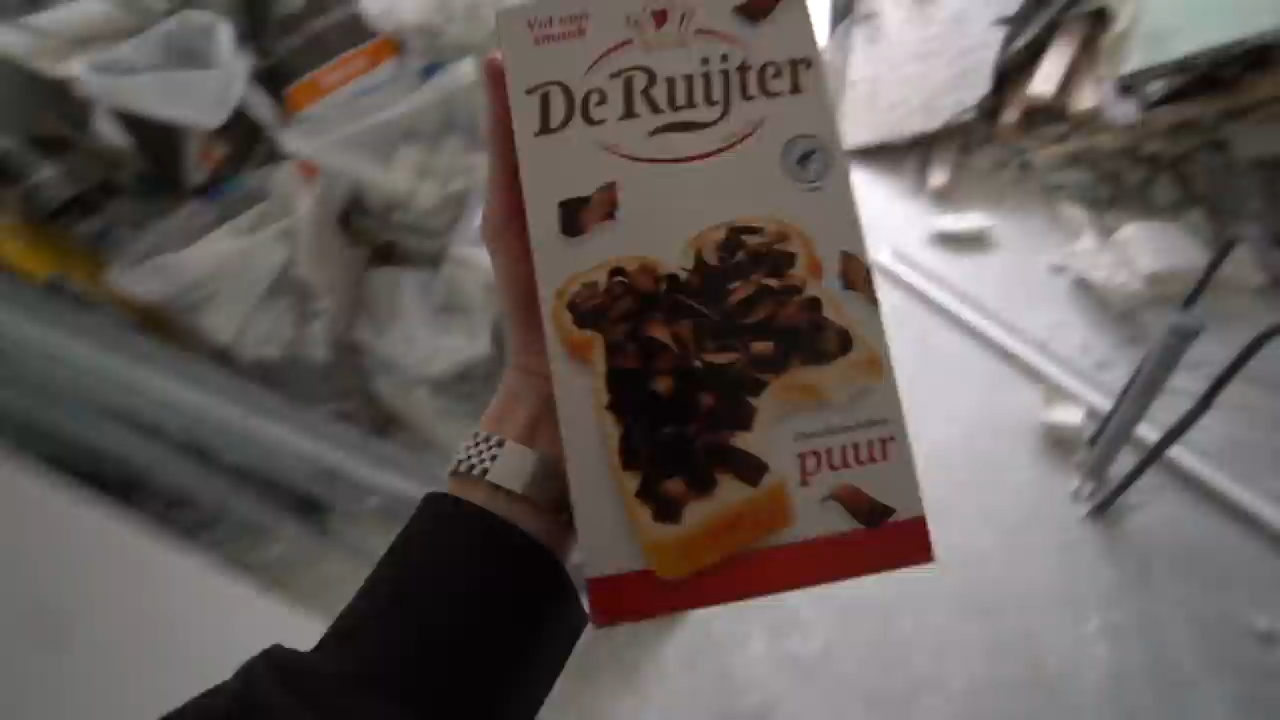 Vol van
smaak
De Ruijter
puur